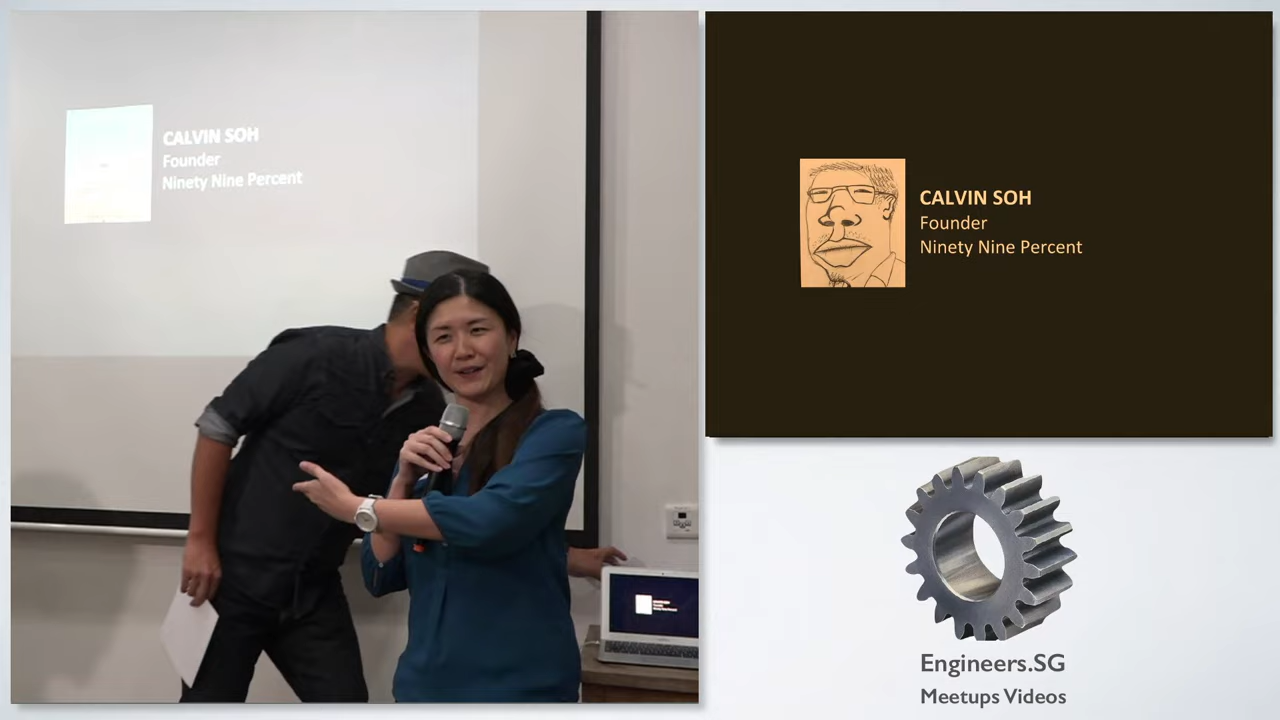 CALVIN SOH
Founder
Ninety Nine Percent
CALVIN SOH
Founder
Ninety Nine Percent
Engineers.SG
Meetups Videos